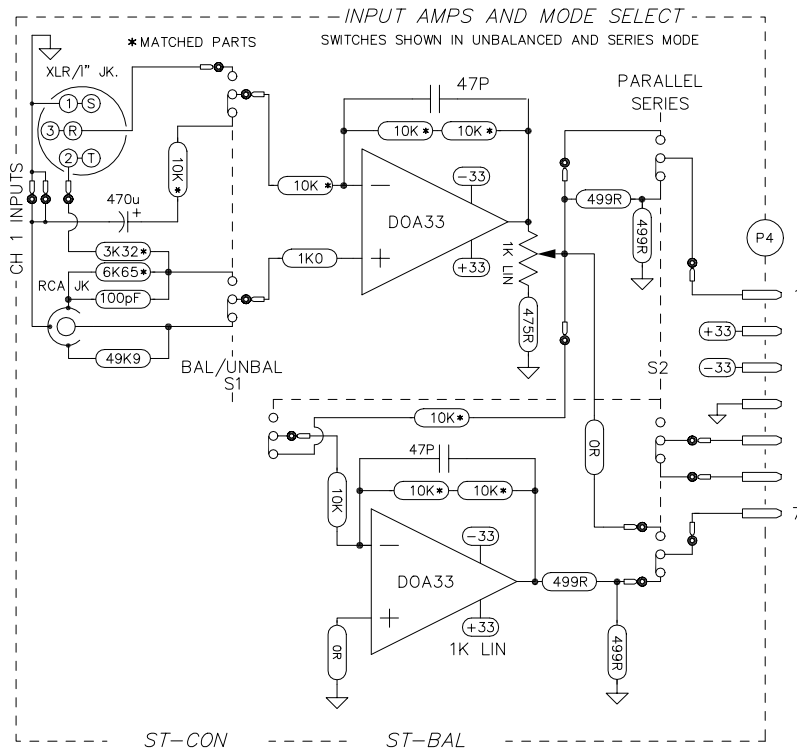 INPUT AMPS AND MODE SELECT
*MATCHED PARTS
SWITCHES SHOWN IN UNBALANCED AND SERIES MODE
XLR/1" JK.
1 S
3 R
2 T
CH 1 INPUTS
10K*
470u
+
3K32*
6K65*
100pF
RCA JK
49K9
BAL/UNBAL
S1
10K*
1K0
47P
10K* 10K*
−
+
DOA33
−33
+33
1K LIN
475R
PARALLEL
SERIES
499R
499R
P4
+33
−33
S2
10K*
0R
10K
47P
10K* 10K*
−
+
DOA33
−33
+33
1K LIN
0R
499R
499R
7
ST-CON
ST-BAL